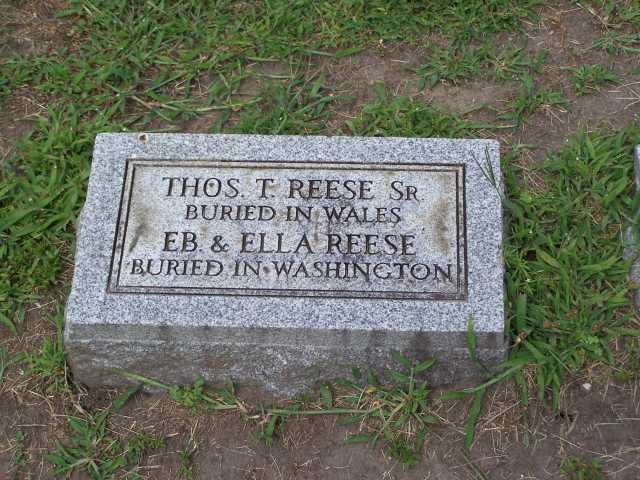 THOS. T. REESE SR
BURIED IN WALES
EB. & ELLA REESE
BURIED IN WASHINGTON